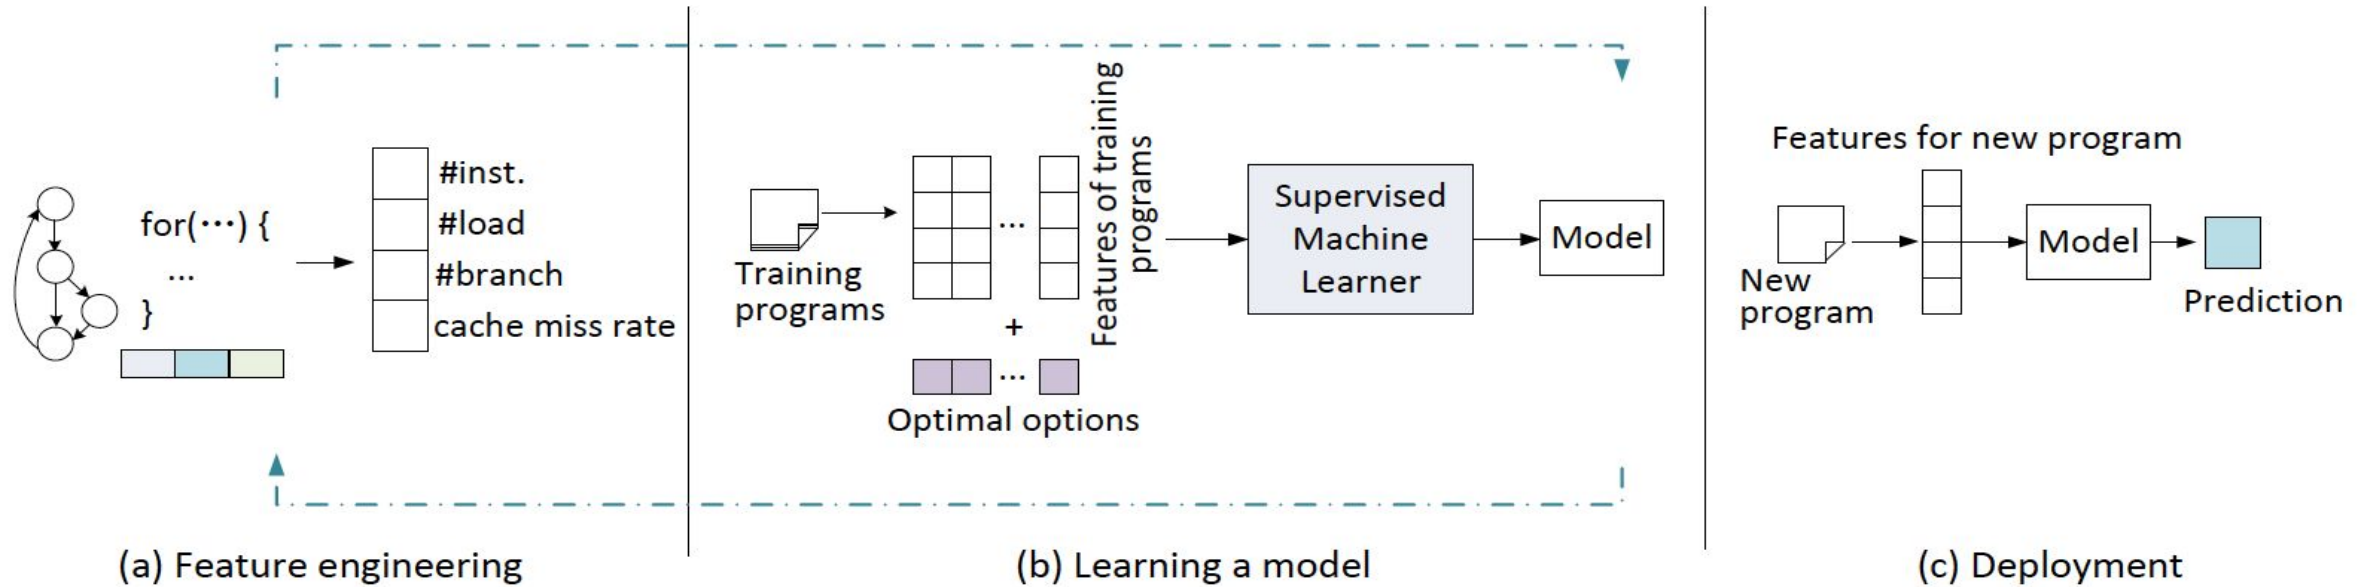 for(···) {
...
}
#inst.
#load
#branch
cache miss rate
(a) Feature engineering
Training
programs
...
+
...
Optimal options
Features of training
programs
Supervised
Machine
Learner
Model
(b) Learning a model
Features for new program
New
program
Model
Prediction
(c) Deployment